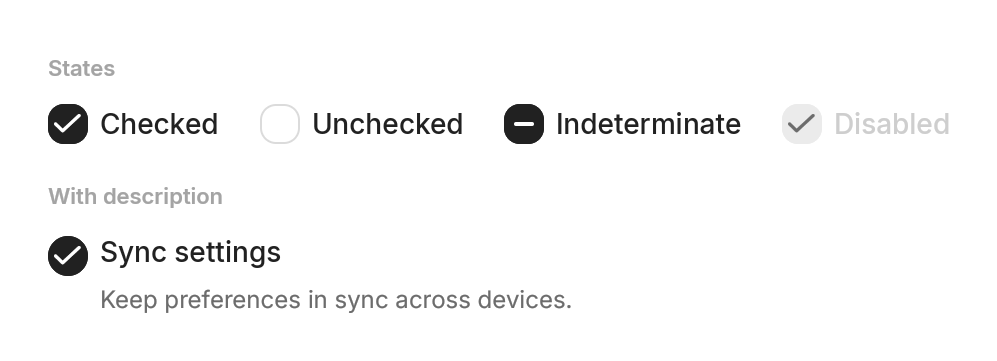 States
Checked Unchecked Indeterminate Disabled
With description
Sync settings
Keep preferences in sync across devices.